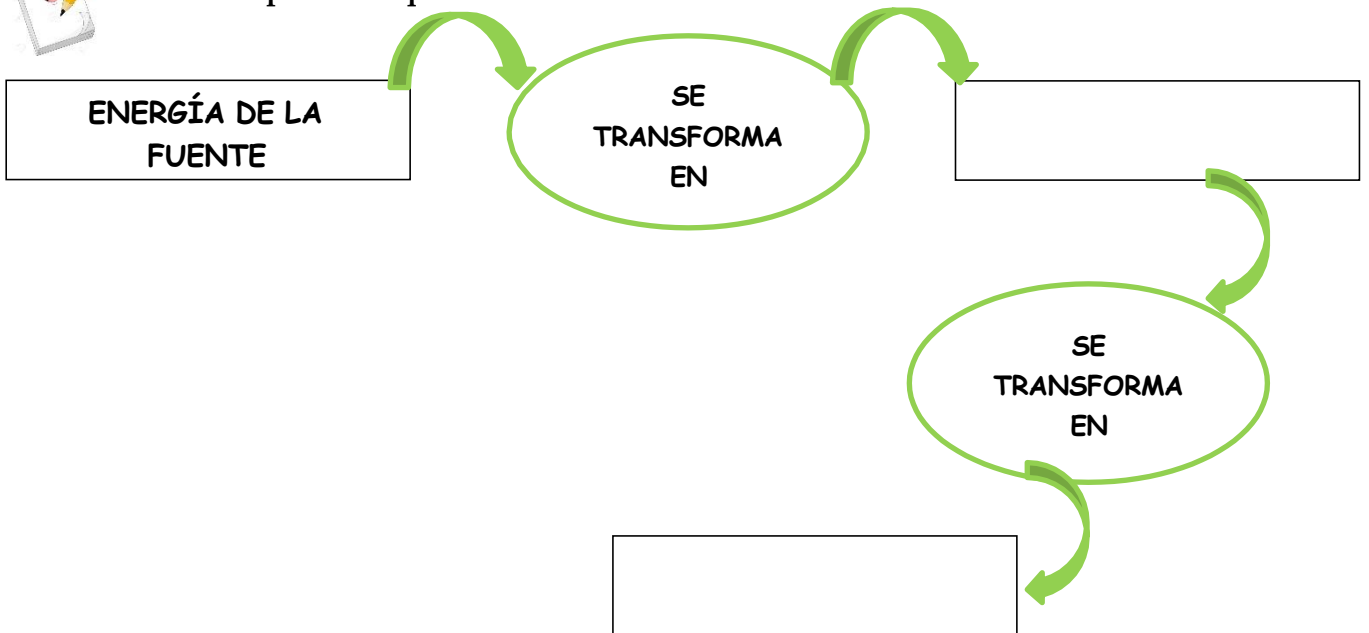 ENERGÍA DE LA
FUENTE
SE
TRANSFORMA
EN
SE
TRANSFORMA
EN